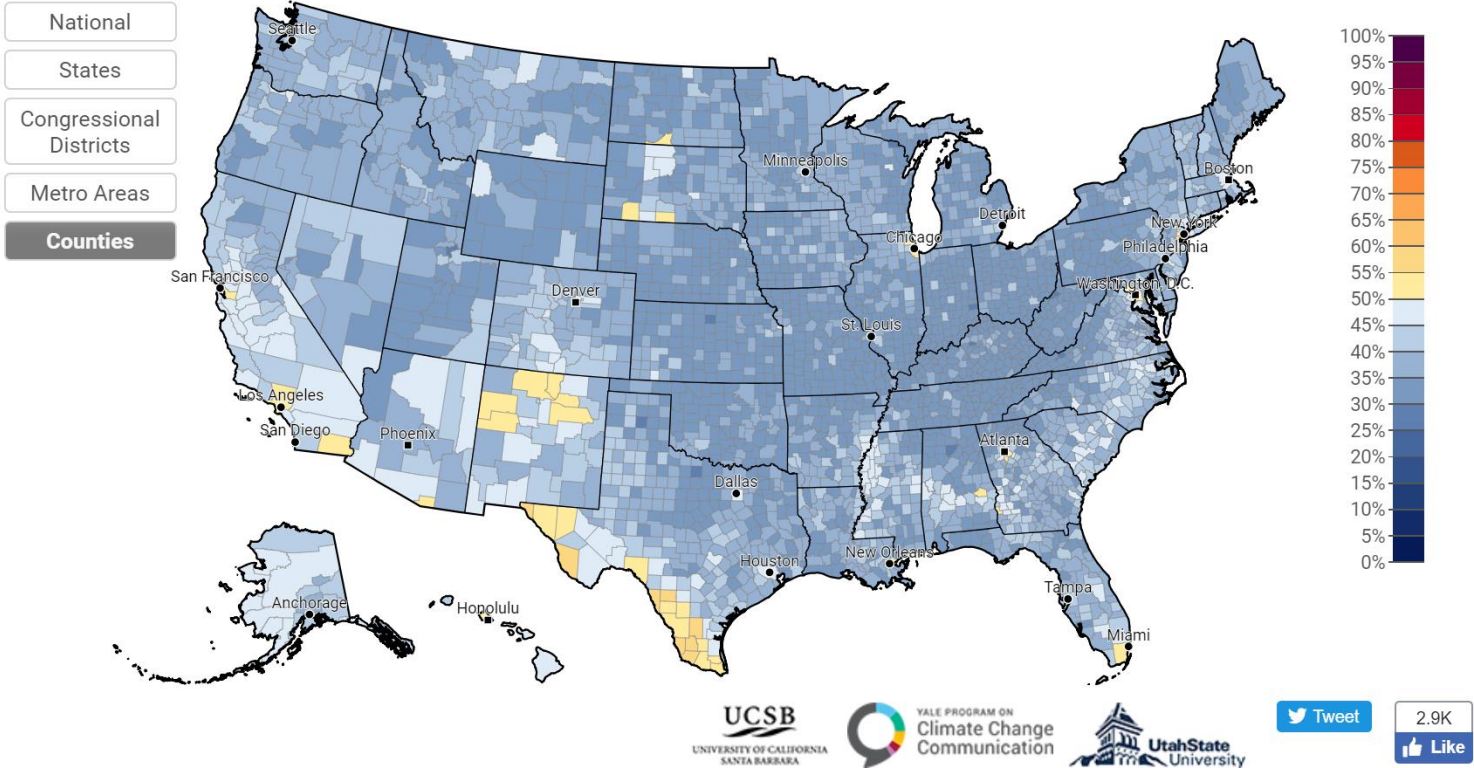 National
States
Congressional
Districts
Metro Areas
Counties
Seattle
Minneapolis
Boston
Detroit
New York
Chicago
Philadelphia
San Francisco
Denver
Washington, D.C.
St. Louis
Los Angeles
San Diego
Phoenix
Atlanta
Dallas
Houston
New Orleans
Tampa
Anchorage
Honolulu
Miami
100%
95%
90%
85%
80%
75%
70%
65%
60%
55%
50%
45%
40%
35%
30%
25%
20%
15%
10%
5%
0%
UCSB
UNIVERSITY OF CALIFORNIA
SANTA BARBARA
YALE PROGRAM ON
Climate Change
Communication
UtahState
University
Tweet
2.9K
Like